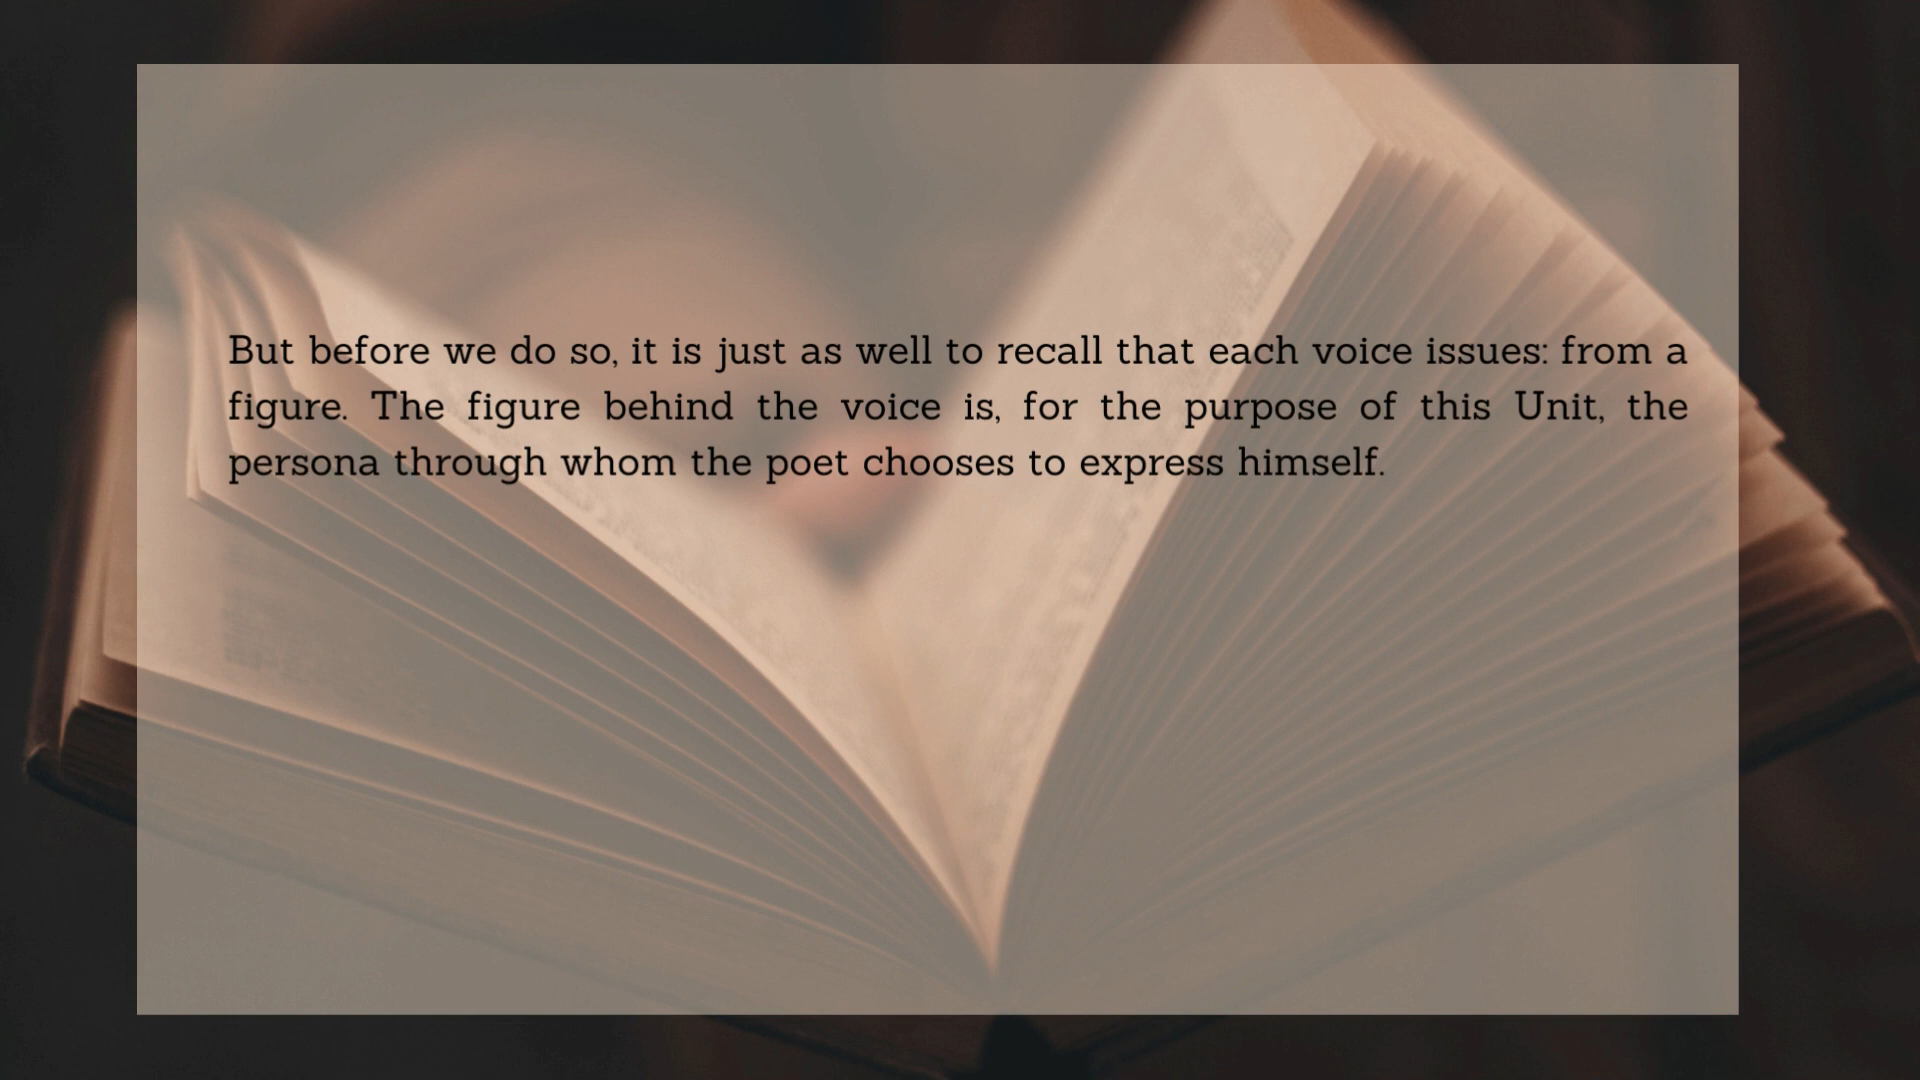 But before we do so, it is just as well to recall that each voice issues: from a
figure. The figure behind the voice is, for the purpose of this Unit, the
persona through whom the poet chooses to express himself.